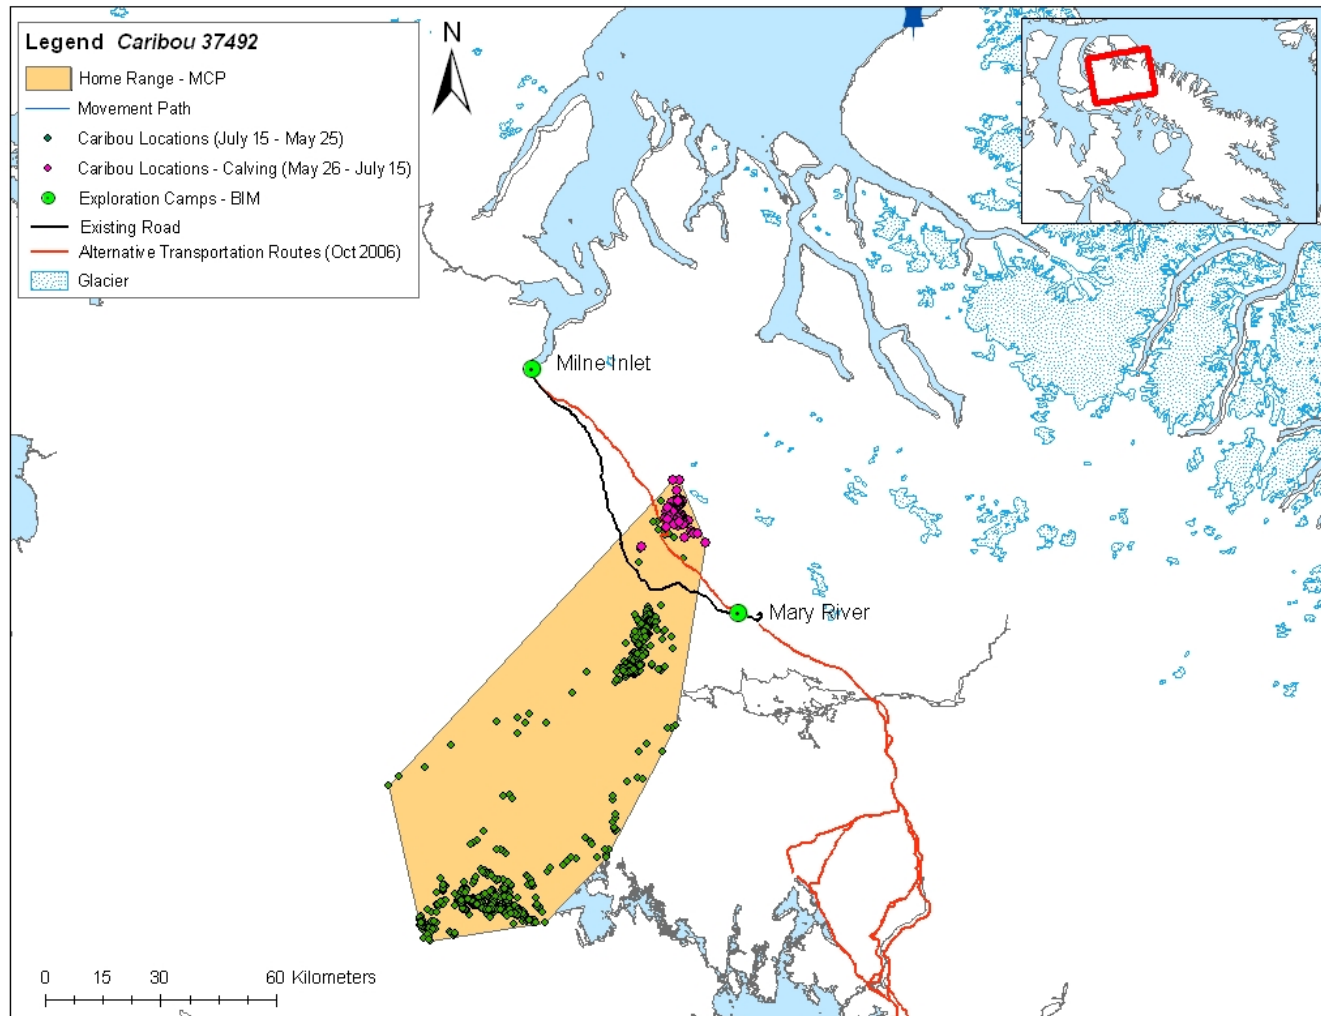 Legend Caribou 37492
Home Range - MCP
Movement Path
Caribou Locations (July 15 - May 25)
Caribou Locations - Calving (May 26 - July 15)
Exploration Camps - BIM
Existing Road
Alternative Transportation Routes (Oct 2006)
Glacier
N
Milne Inlet
Mary River
0 15 30 60 Kilometers